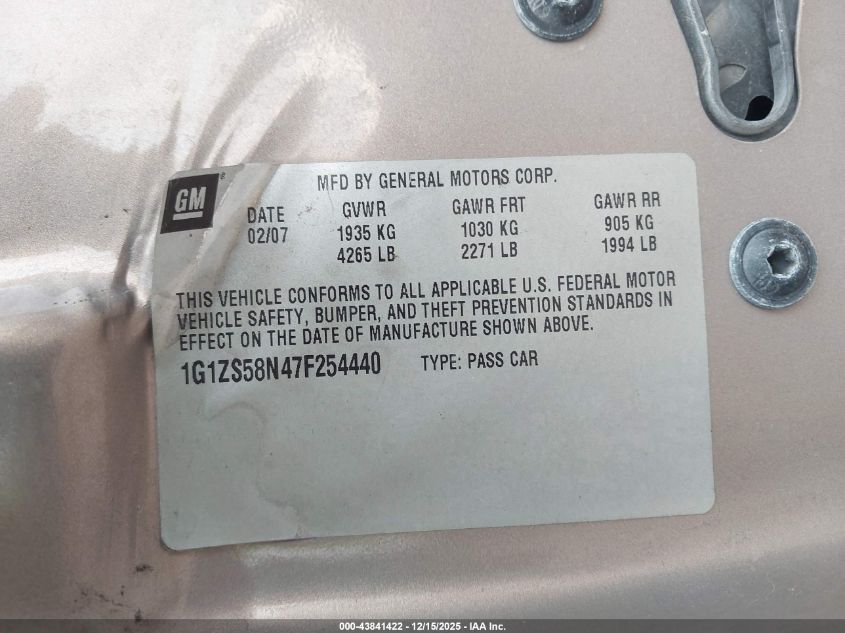 GM ®
MFD BY GENERAL MOTORS CORP.
DATE GVWR GAWR FRT GAWR RR
02/07 1935 KG 1030 KG 905 KG
4265 LB 2271 LB 1994 LB
THIS VEHICLE CONFORMS TO ALL APPLICABLE U.S. FEDERAL MOTOR
VEHICLE SAFETY, BUMPER, AND THEFT PREVENTION STANDARDS IN
EFFECT ON THE DATE OF MANUFACTURE SHOWN ABOVE.
1G1ZS58N47F254440 TYPE: PASS CAR
000-43841422 - 12/15/2025 - IAA Inc.